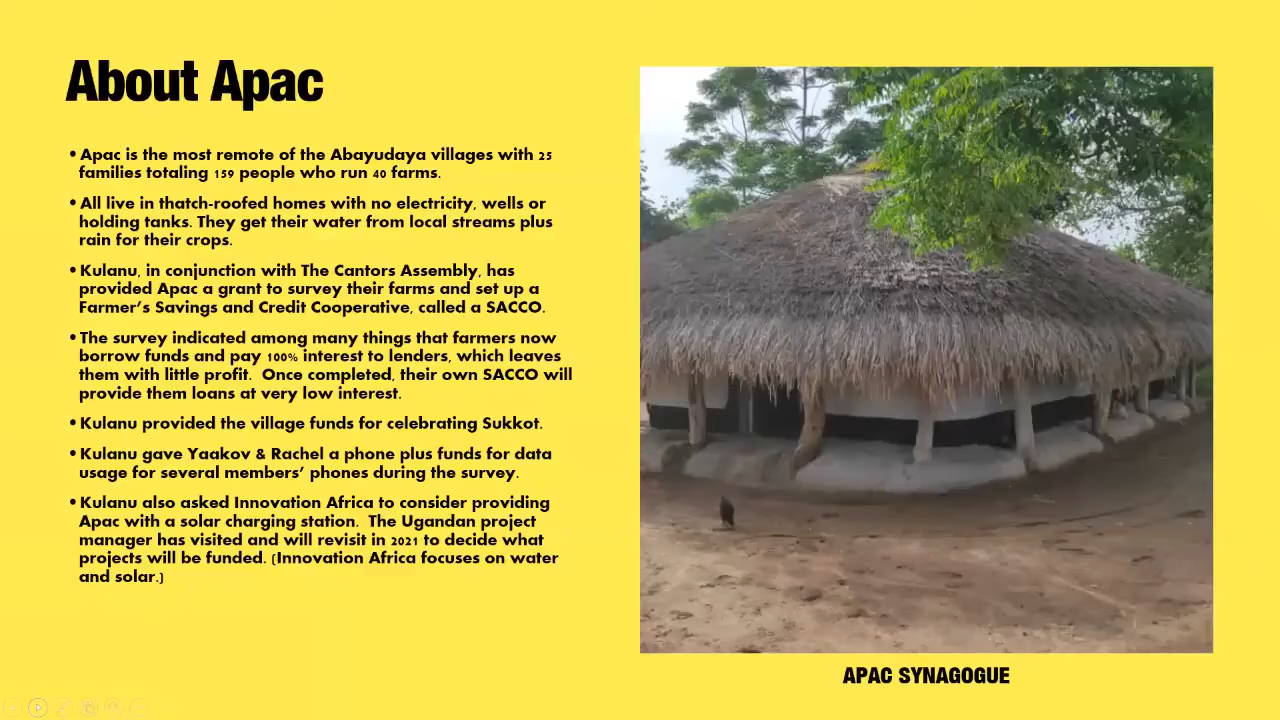 About Apac
• Apac is the most remote of the Abayudaya villages with 25
families totaling 159 people who run 40 farms.
• All live in thatch-roofed homes with no electricity, wells or
holding tanks. They get their water from local streams plus
rain for their crops.
• Kulanu, in conjunction with The Cantors Assembly, has
provided Apac a grant to survey their farms and set up a
Farmer's Savings and Credit Cooperative, called a SACCO.
• The survey indicated among many things that farmers now
borrow funds and pay 100% interest to lenders, which leaves
them with little profit.  Once completed, their own SACCO will
provide them loans at very low interest.
• Kulanu provided the village funds for celebrating Sukkot.
• Kulanu gave Yaakov & Rachel a phone plus funds for data
usage for several members' phones during the survey.
• Kulanu also asked Innovation Africa to consider providing
Apac with a solar charging station.  The Ugandan project
manager has visited and will revisit in 2021 to decide what
projects will be funded. (Innovation Africa focuses on water
and solar.)
APAC SYNAGOGUE